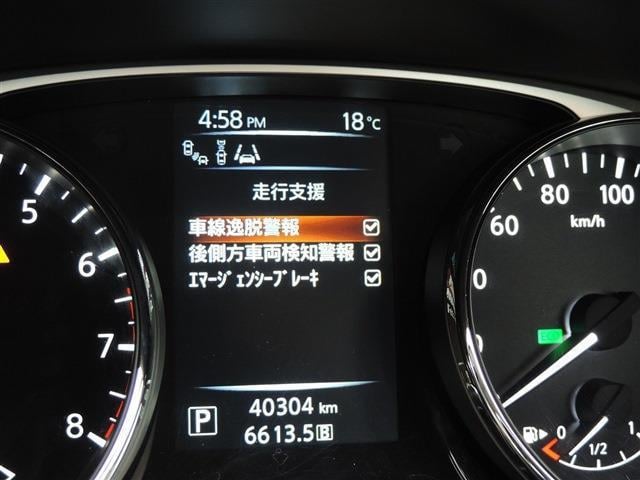 4:58 PM 18°C
走行支援
車線逸脱警報
後側方車両検知警報
ｴﾏｰｼﾞｪﾝｼｰﾌﾞﾚｰｷ
P 40304 km
6613.5 B
5
6
7
8
60 80 100
km/h
0 1/2 1